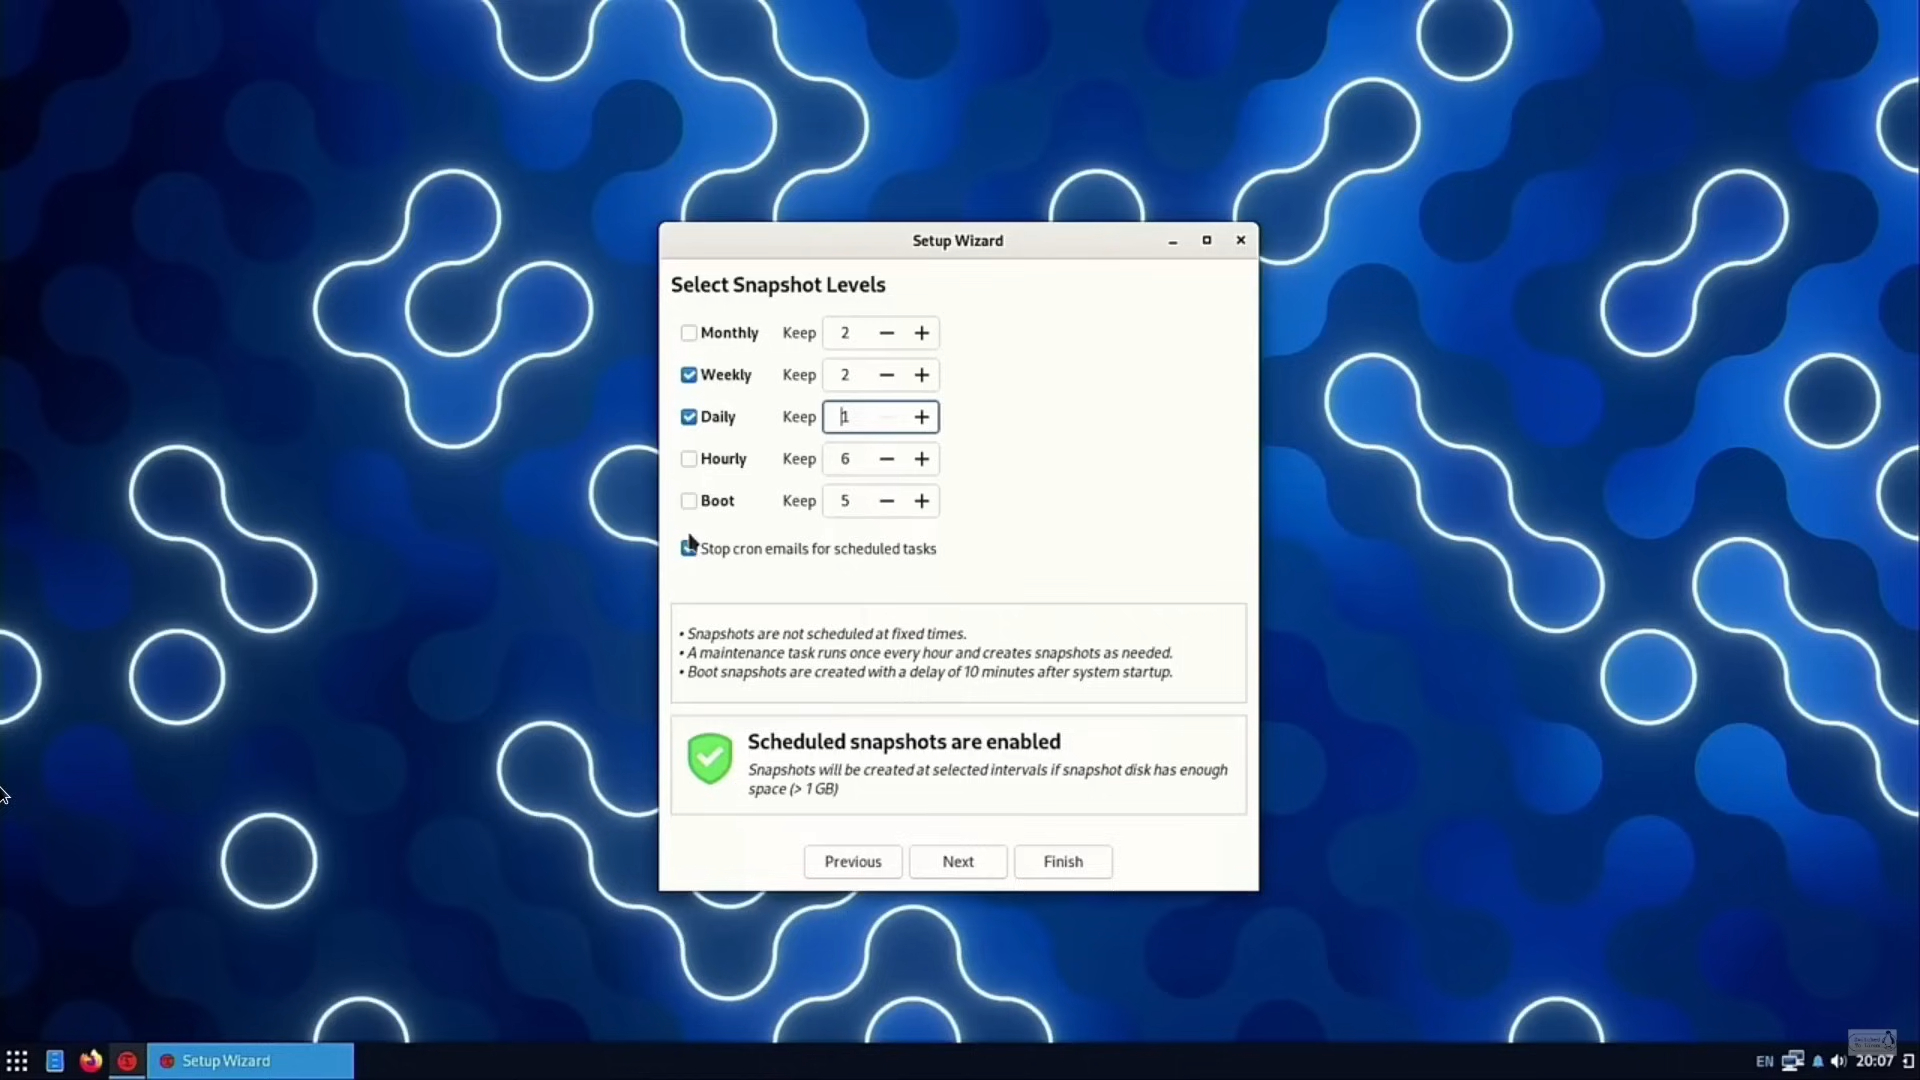 Setup Wizard
Select Snapshot Levels
Monthly Keep 2 − +
Weekly Keep 2 − +
Daily Keep 1 +
Hourly Keep 6 − +
Boot Keep 5 − +
Stop cron emails for scheduled tasks
• Snapshots are not scheduled at fixed times.
• A maintenance task runs once every hour and creates snapshots as needed.
• Boot snapshots are created with a delay of 10 minutes after system startup.
Scheduled snapshots are enabled
Snapshots will be created at selected intervals if snapshot disk has enough
space (> 1 GB)
Previous Next Finish
Setup Wizard
EN 20:07